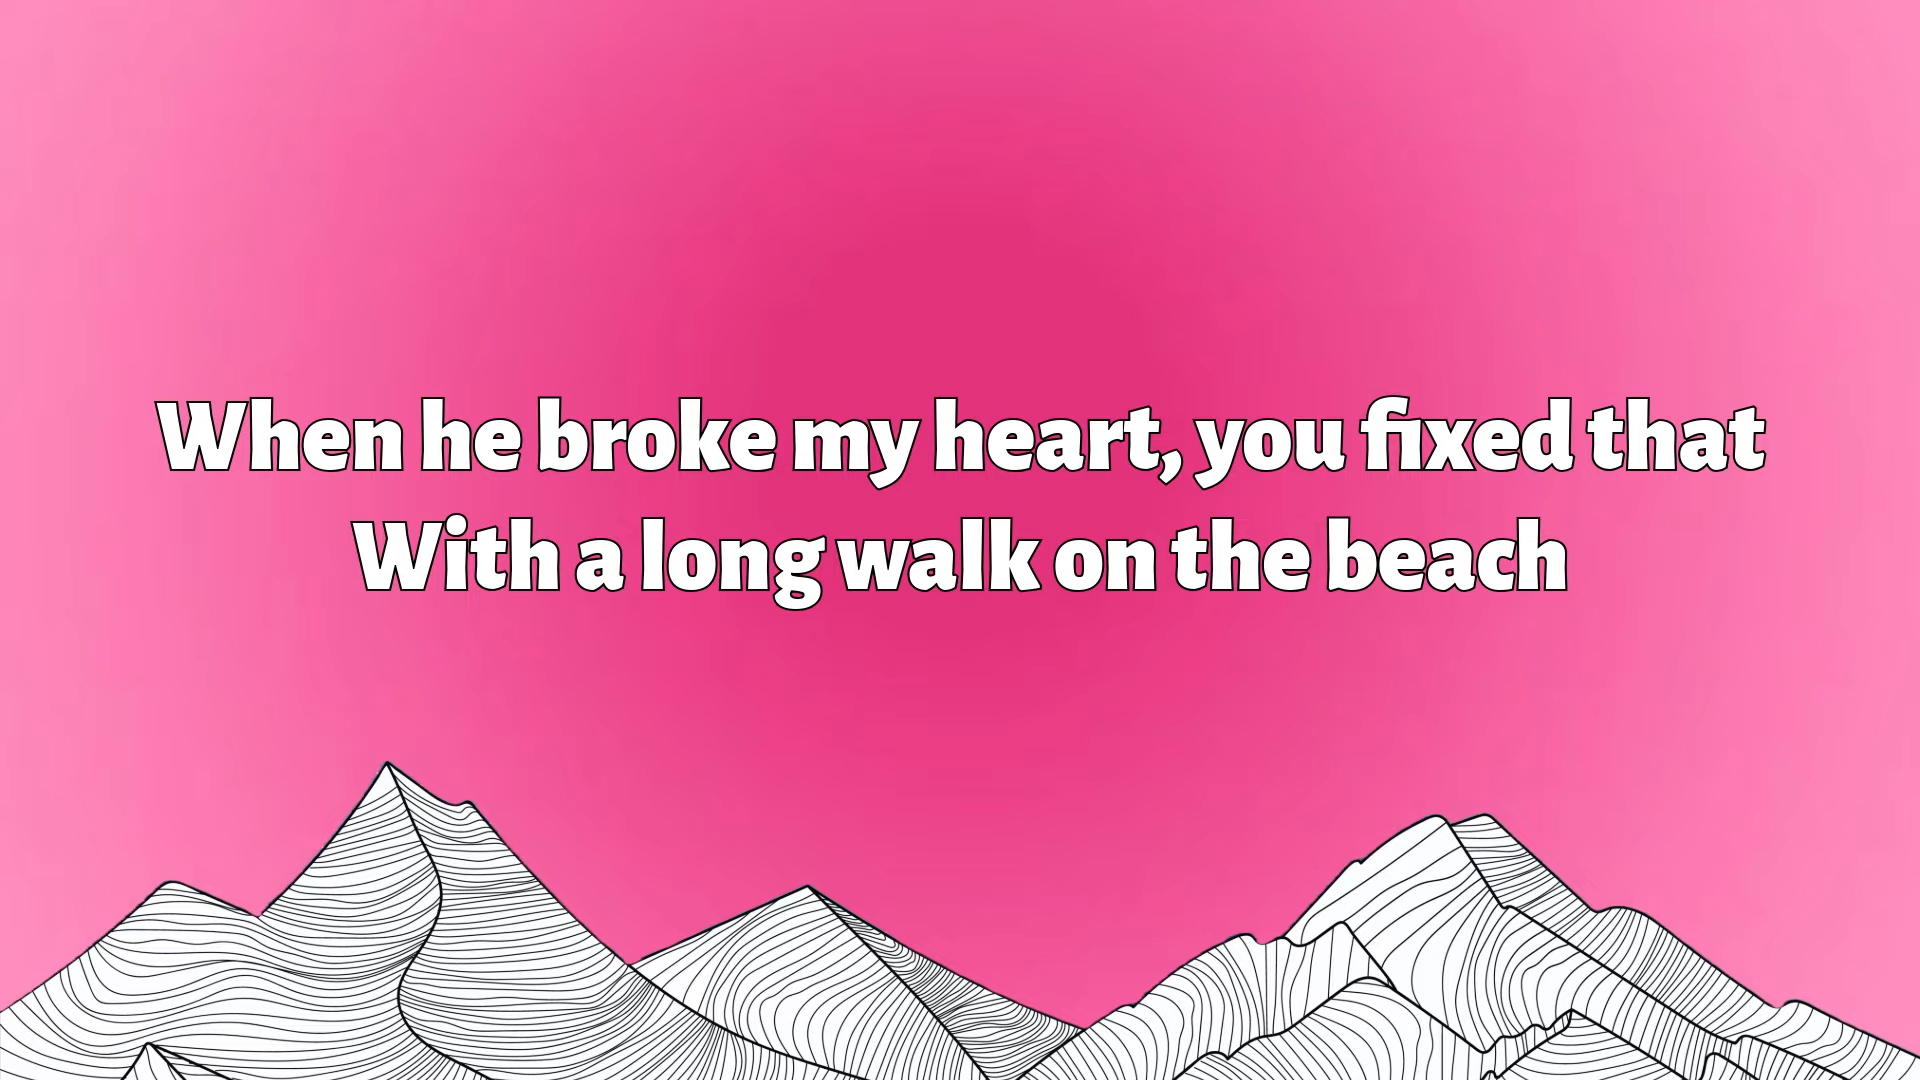 When he broke my heart, you fixed that
With a long walk on the beach